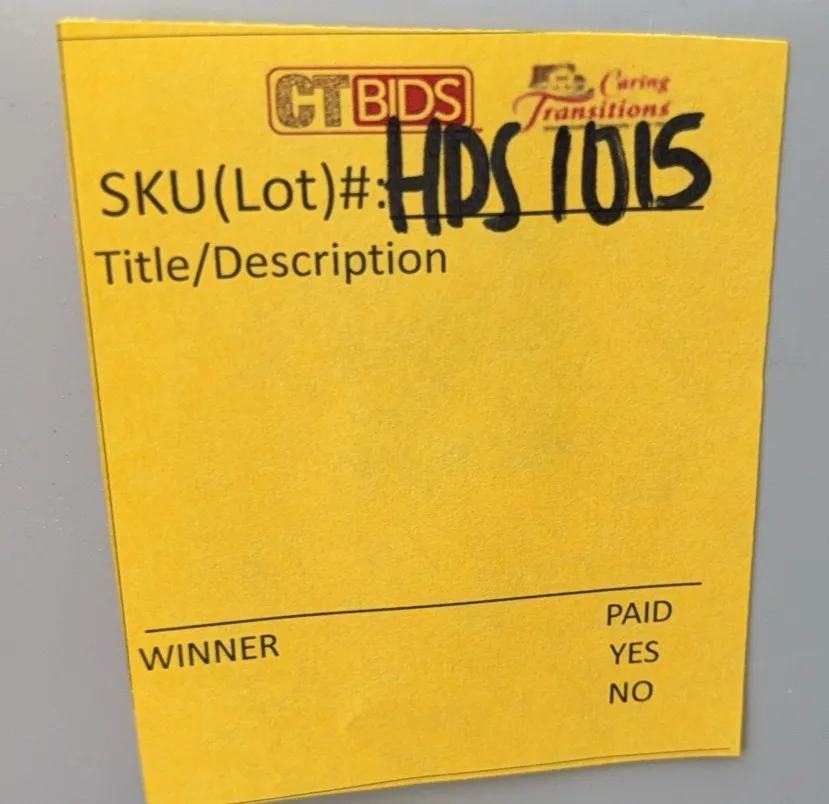 CTBIDS Caring Transitions
SKU(Lot)#: HDS 1015
Title/Description
PAID
WINNER YES
NO